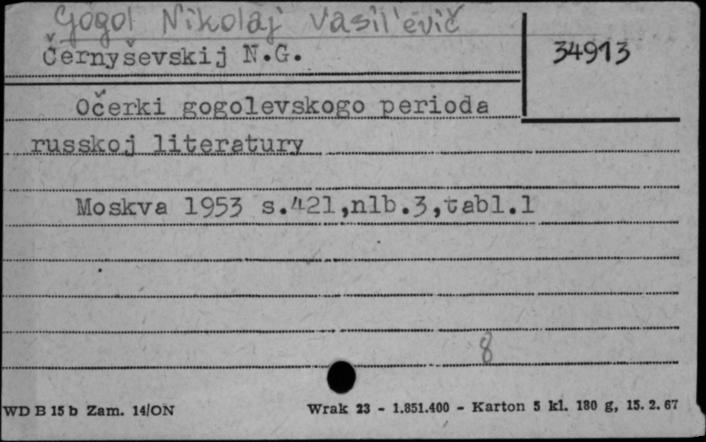 Gogol Nikolaj Vasil'evič
Černyševskij N.G.
34913
Očerki gogolevskogo perioda
russkoj literatury
Moskva 1953 s.421,nlb.3,tabl.1
8
WD B 15 b Zam. 14/ON Wrak 23 - 1.851.400 - Karton 5 kl. 180 g, 15. 2. 67